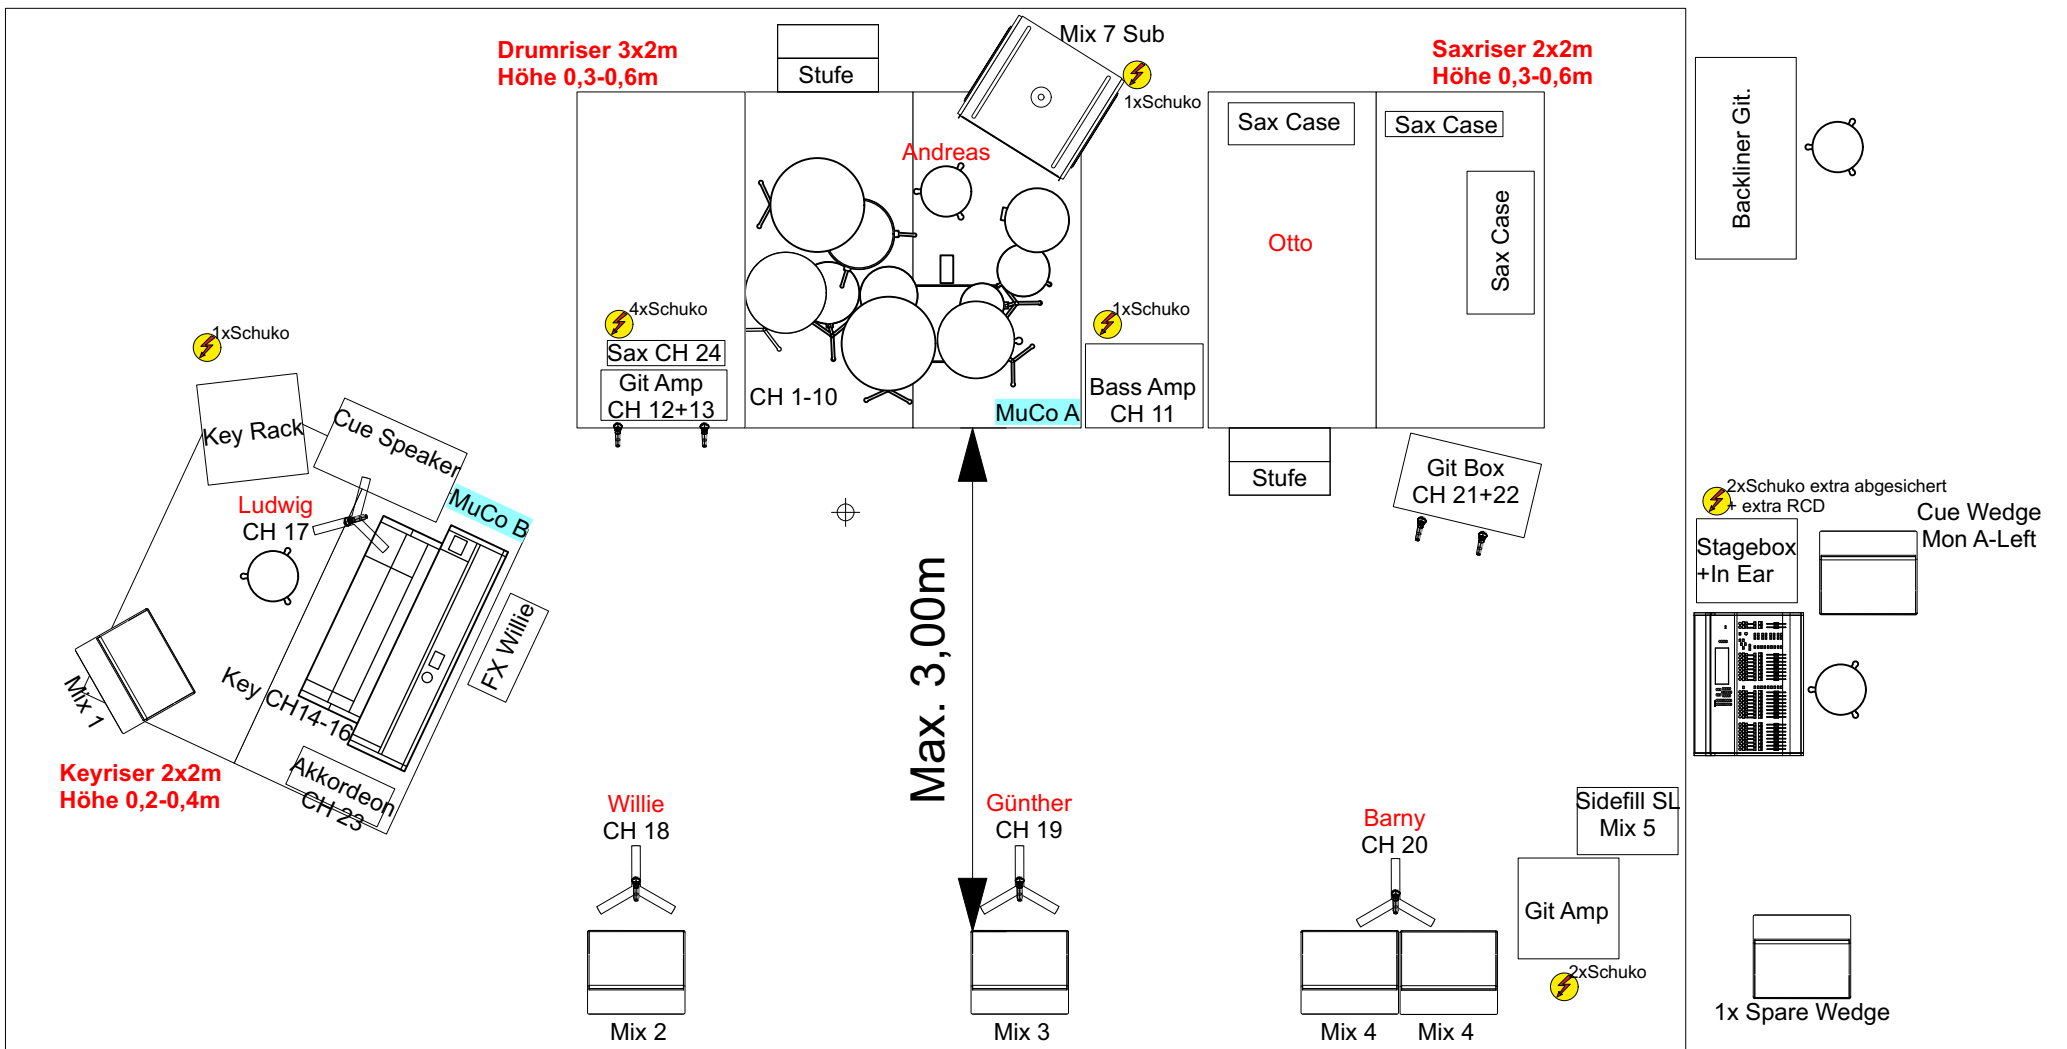 Drumriser 3x2m
Höhe 0,3-0,6m
Stufe
Mix 7 Sub
1xSchuko
Saxriser 2x2m
Höhe 0,3-0,6m
Sax Case
Sax Case
Sax Case
Backliner Git.
Andreas
Otto
4xSchuko
1xSchuko
1xSchuko
Sax CH 24
Git Amp
CH 12+13
CH 1-10
MuCo A
Bass Amp
CH 11
Key Rack
Cue Speaker
MuCo B
Ludwig
CH 17
Stufe
Git Box
CH 21+22
2xSchuko extra abgesichert
+ extra RCD
Stagebox
+In Ear
Cue Wedge
Mon A-Left
FX Willie
Mix 1
Key CH14-16
Akkordeon
CH 23
Keyriser 2x2m
Höhe 0,2-0,4m
Max. 3,00m
Willie
CH 18
Günther
CH 19
Barny
CH 20
Sidefill SL
Mix 5
Git Amp
2xSchuko
Mix 2
Mix 3
Mix 4
Mix 4
1x Spare Wedge